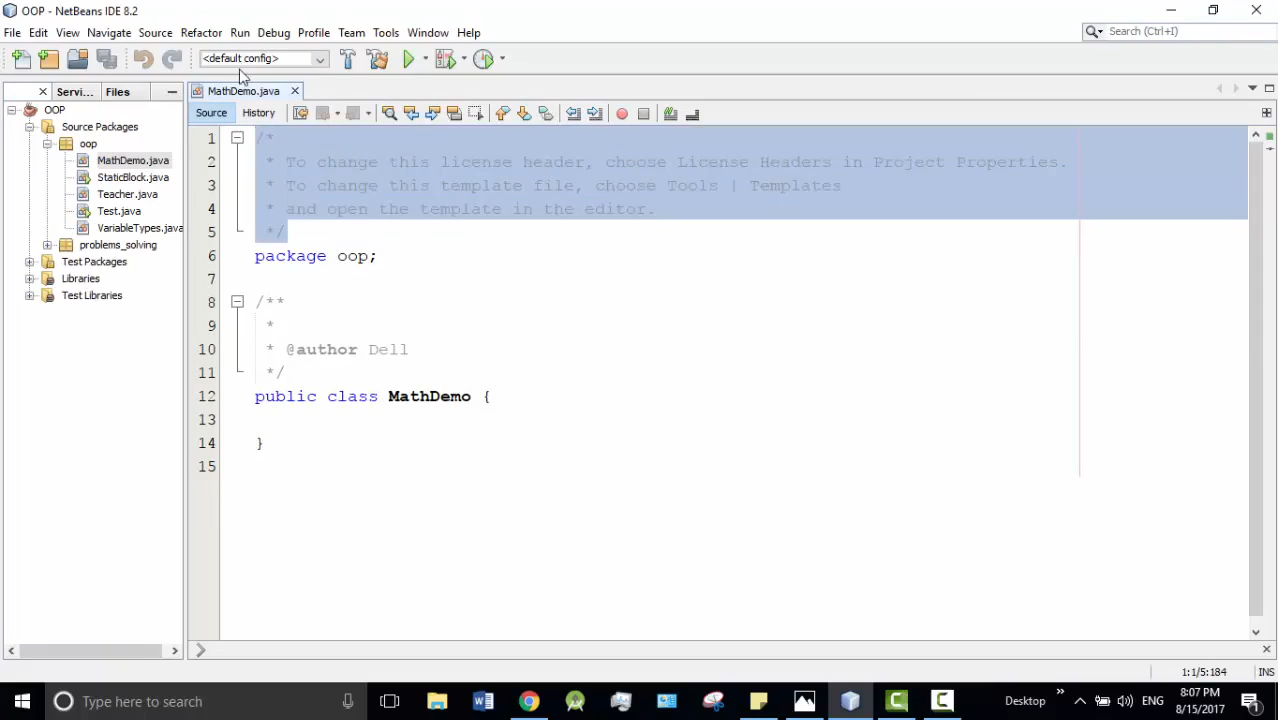 OOP - NetBeans IDE 8.2
File Edit View Navigate Source Refactor Run Debug Profile Team Tools Window Help
Search (Ctrl+I)
<default config>
Servi... Files
MathDemo.java
OOP
Source History
Source Packages
oop
MathDemo.java
StaticBlock.java
Teacher.java
Test.java
VariableTypes.java
problems_solving
Test Packages
Libraries
Test Libraries
1 /*
2 * To change this license header, choose License Headers in Project Properties.
3 * To change this template file, choose Tools | Templates
4 * and open the template in the editor.
5 */
6 package oop;
7
8 /**
9 *
10 * @author Dell
11 */
12 public class MathDemo {
13
14 }
15
1:1/5:184 INS
Type here to search
Desktop
ENG
8:07 PM
8/15/2017
1